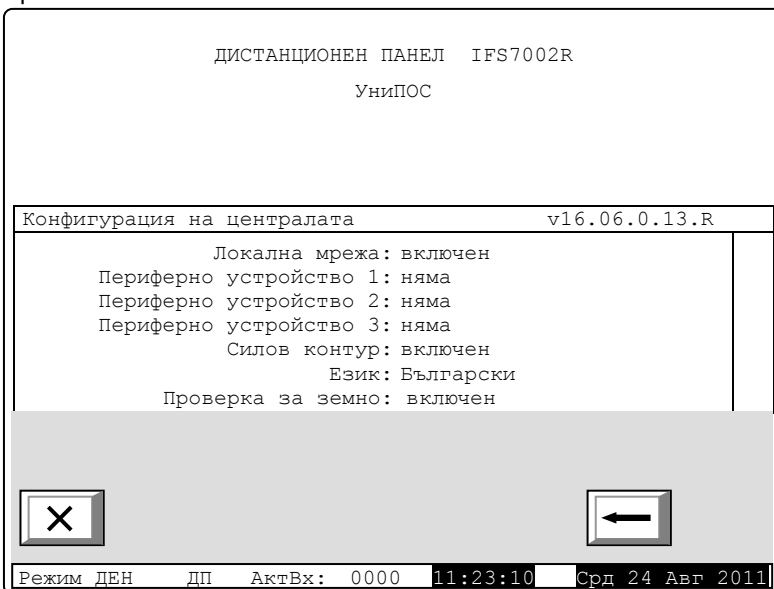 ДИСТАНЦИОНЕН ПАНЕЛ IFS7002R
УниПОС
Конфигурация на централата v16.06.0.13.R
Локална мрежа: включен
Периферно устройство 1: няма
Периферно устройство 2: няма
Периферно устройство 3: няма
Силов контур: включен
Език: Български
Проверка за земно: включен
Режим ДЕН ДП АктВх: 0000 11:23:10 Срд 24 Авг 2011